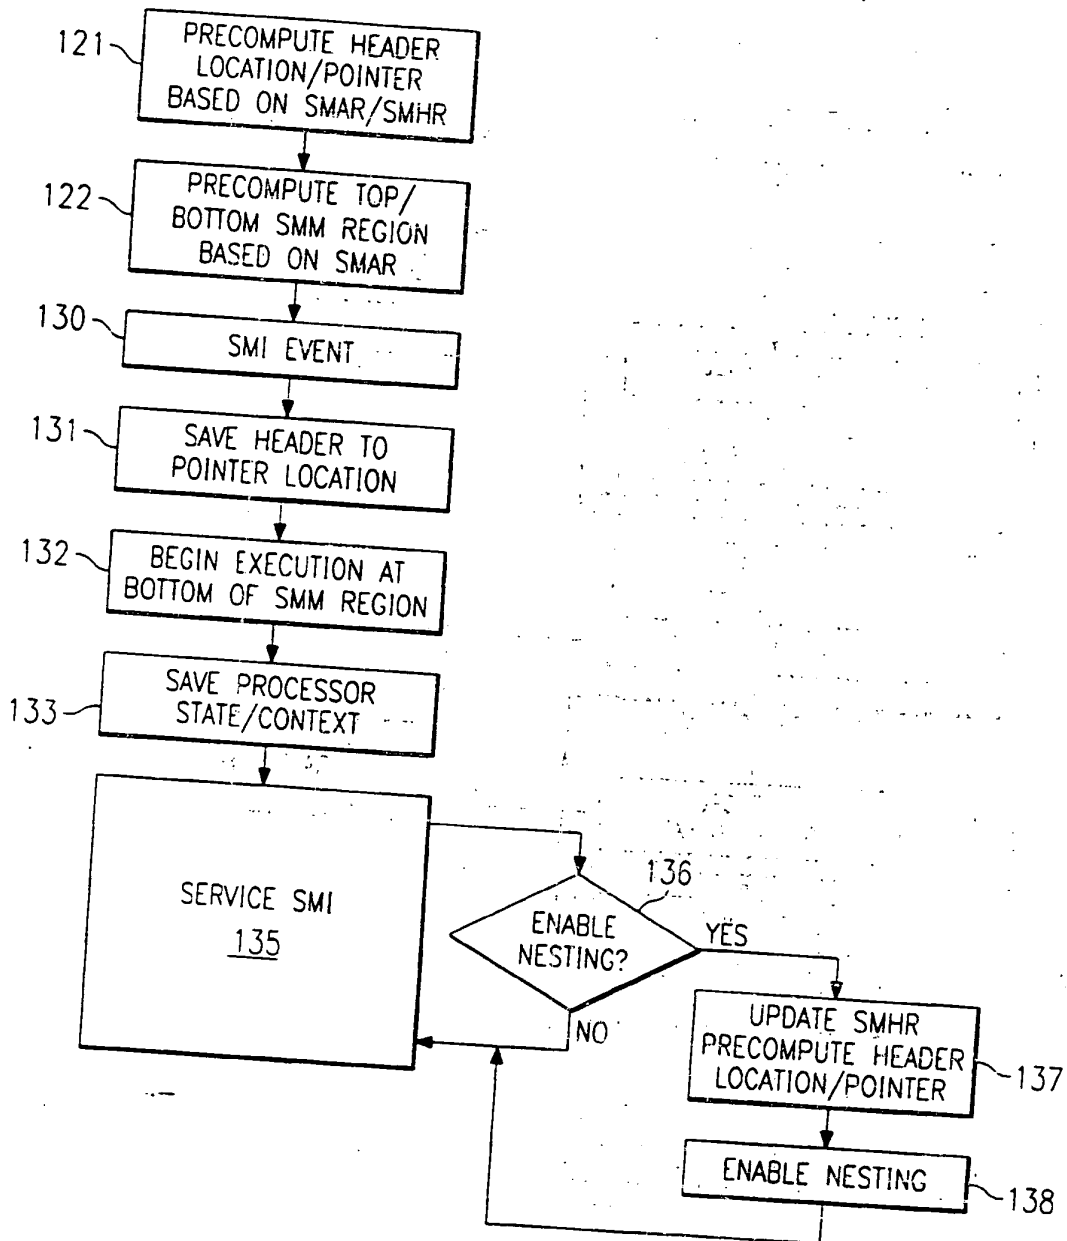 121
PRECOMPUTE HEADER
LOCATION/POINTER
BASED ON SMAR/SMHR
122
PRECOMPUTE TOP/
BOTTOM SMM REGION
BASED ON SMAR
130
SMI EVENT
131
SAVE HEADER TO
POINTER LOCATION
132
BEGIN EXECUTION AT
BOTTOM OF SMM REGION
133
SAVE PROCESSOR
STATE/CONTEXT
SERVICE SMI
135
136
ENABLE
NESTING?
YES
NO
UPDATE SMHR
PRECOMPUTE HEADER
LOCATION/POINTER
137
ENABLE NESTING
138